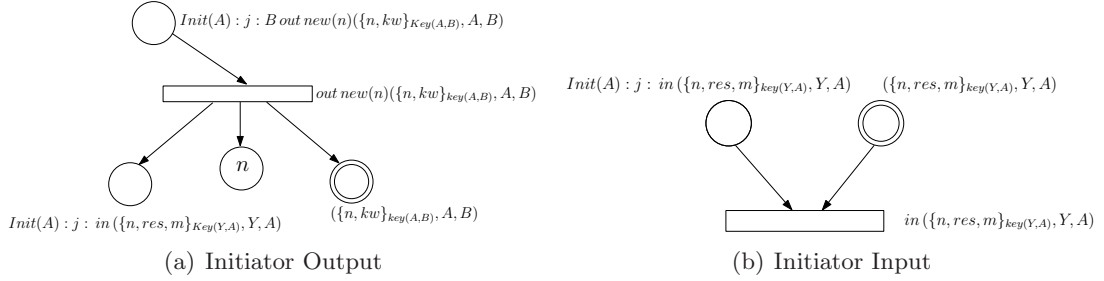 Init(A) : j : B out new(n)({n, kw}_{Key(A,B)}, A, B)
out new(n)({n, kw}_{key(A,B)}, A, B)
n
Init(A) : j : in ({n, res, m}_{Key(Y,A)}, Y, A)
({n, kw}_{key(A,B)}, A, B)
(a) Initiator Output
Init(A) : j : in ({n, res, m}_{key(Y,A)}, Y, A)
({n, res, m}_{key(Y,A)}, Y, A)
in ({n, res, m}_{key(Y,A)}, Y, A)
(b) Initiator Input